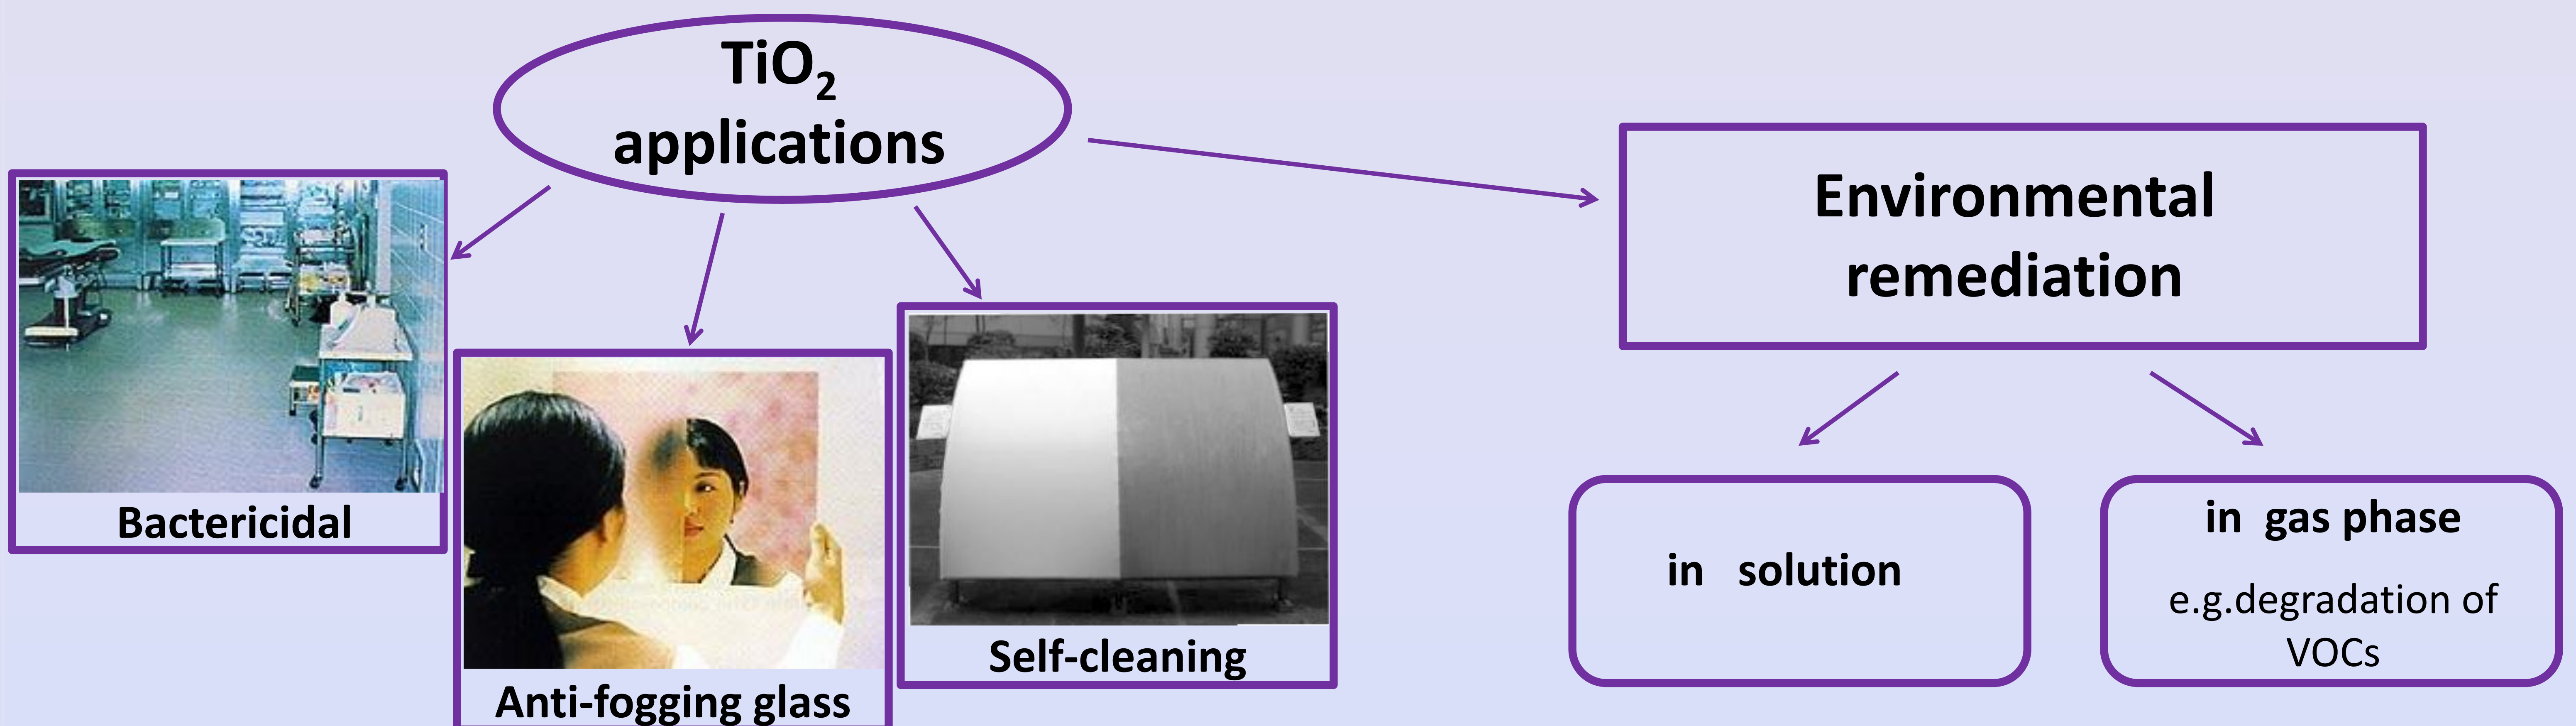 TiO₂
applications
Environmental
remediation
Bactericidal
Anti-fogging glass
Self-cleaning
in solution
in gas phase
e.g.degradation of
VOCs